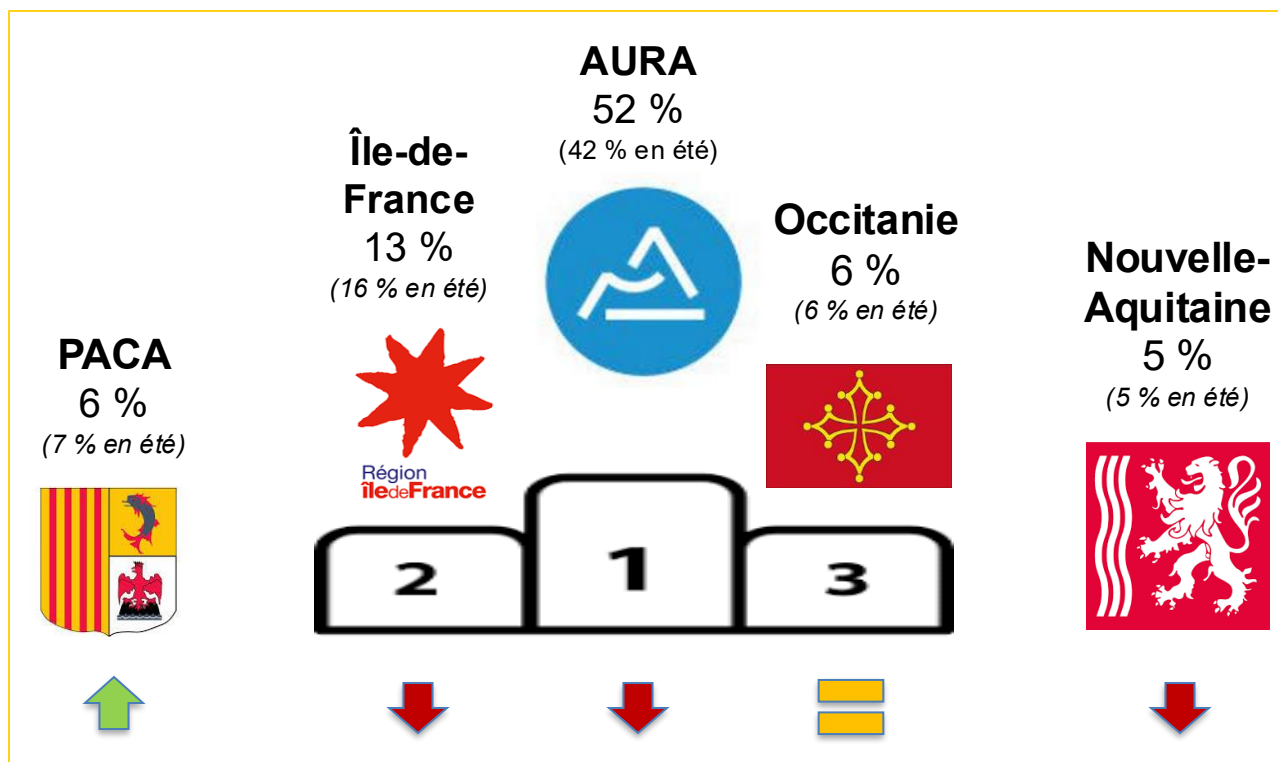 AURA
52 %
(42 % en été)
Île-de-
France
13 %
(16 % en été)
Région
îledeFrance
Occitanie
6 %
(6 % en été)
Nouvelle-
Aquitaine
5 %
(5 % en été)
PACA
6 %
(7 % en été)
2
1
3